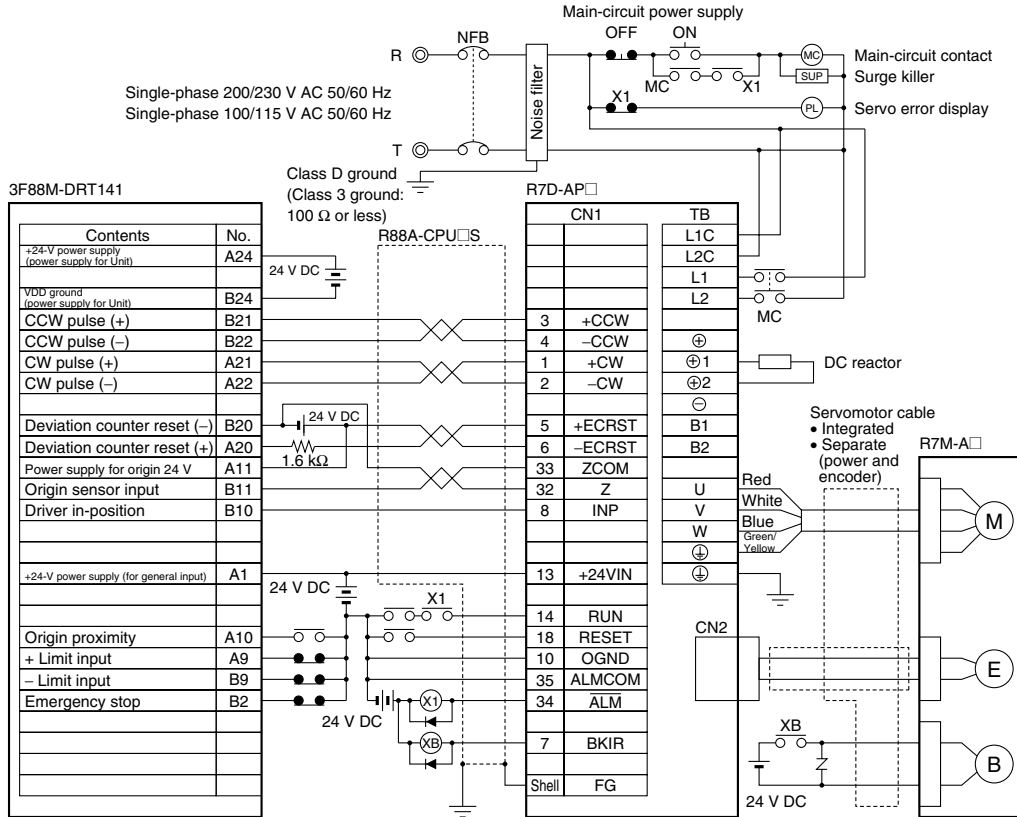 Main-circuit power supply
OFF ON
NFB
R
MC Main-circuit contact
SUP Surge killer
MC X1
X1
PL Servo error display
Noise filter
Single-phase 200/230 V AC 50/60 Hz
Single-phase 100/115 V AC 50/60 Hz
T
Class D ground
(Class 3 ground:
100 Ω or less)
3F88M-DRT141
R7D-AP□
R88A-CPU□S
Contents No.
+24-V power supply
(power supply for Unit) A24
VDD ground
(power supply for Unit) B24
CCW pulse (+) B21
CCW pulse (−) B22
CW pulse (+) A21
CW pulse (−) A22
Deviation counter reset (−) B20
Deviation counter reset (+) A20
Power supply for origin 24 V A11
Origin sensor input B11
Driver in-position B10
+24-V power supply (for general input) A1
Origin proximity A10
+ Limit input A9
− Limit input B9
Emergency stop B2
24 V DC
24 V DC
1.6 kΩ
24 V DC
X1
24 V DC
X1
XB
CN1 TB
L1C
L2C
L1
L2
3 +CCW
4 −CCW ⊕
1 +CW ⊕1
2 −CW ⊕2
⊖
5 +ECRST B1
6 −ECRST B2
33 ZCOM
32 Z U
8 INP V
W
13 +24VIN
14 RUN
18 RESET
10 OGND
35 ALMCOM
34 ALM
7 BKIR
Shell FG
CN2
MC
DC reactor
Servomotor cable
• Integrated
• Separate
(power and
encoder)
R7M-A□
Red
White
Blue
Green/
Yellow
M
E
XB
B
24 V DC